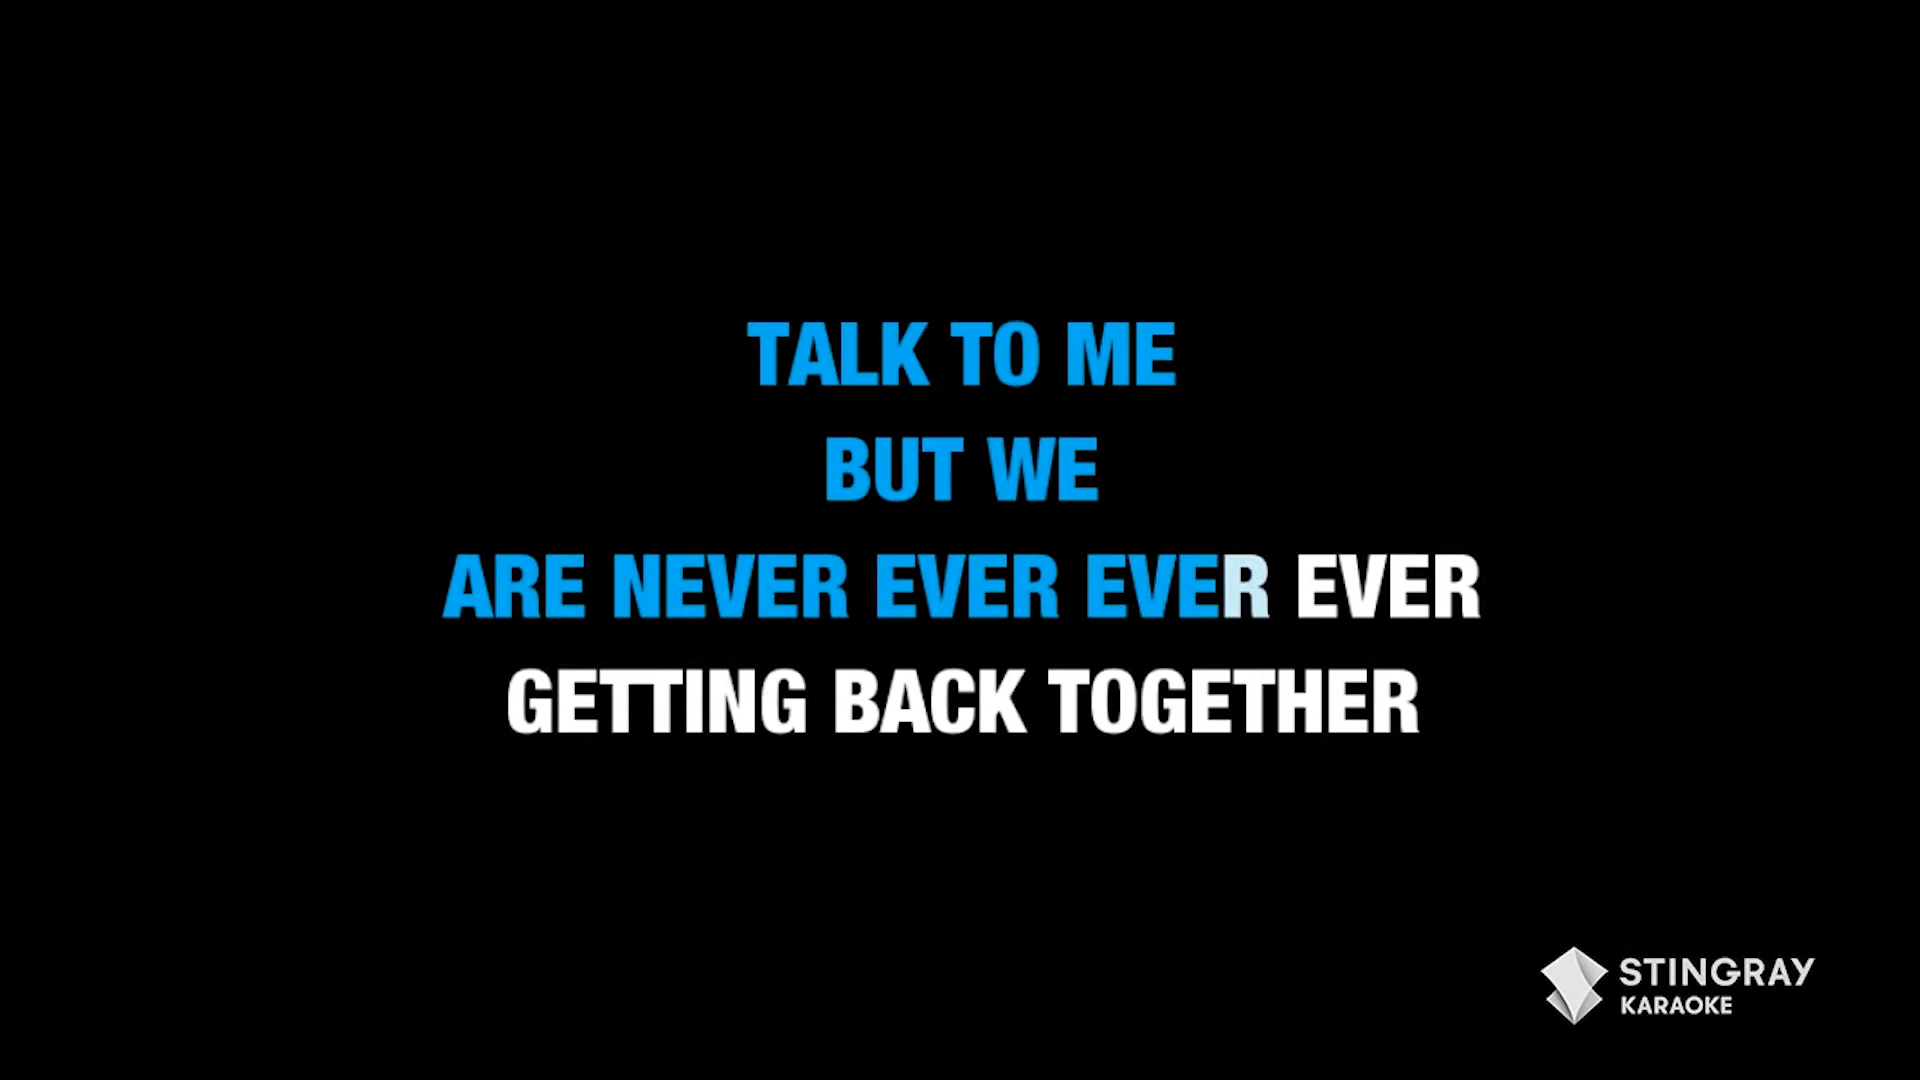 TALK TO ME
BUT WE
ARE NEVER EVER EVER EVER
GETTING BACK TOGETHER
STINGRAY
KARAOKE